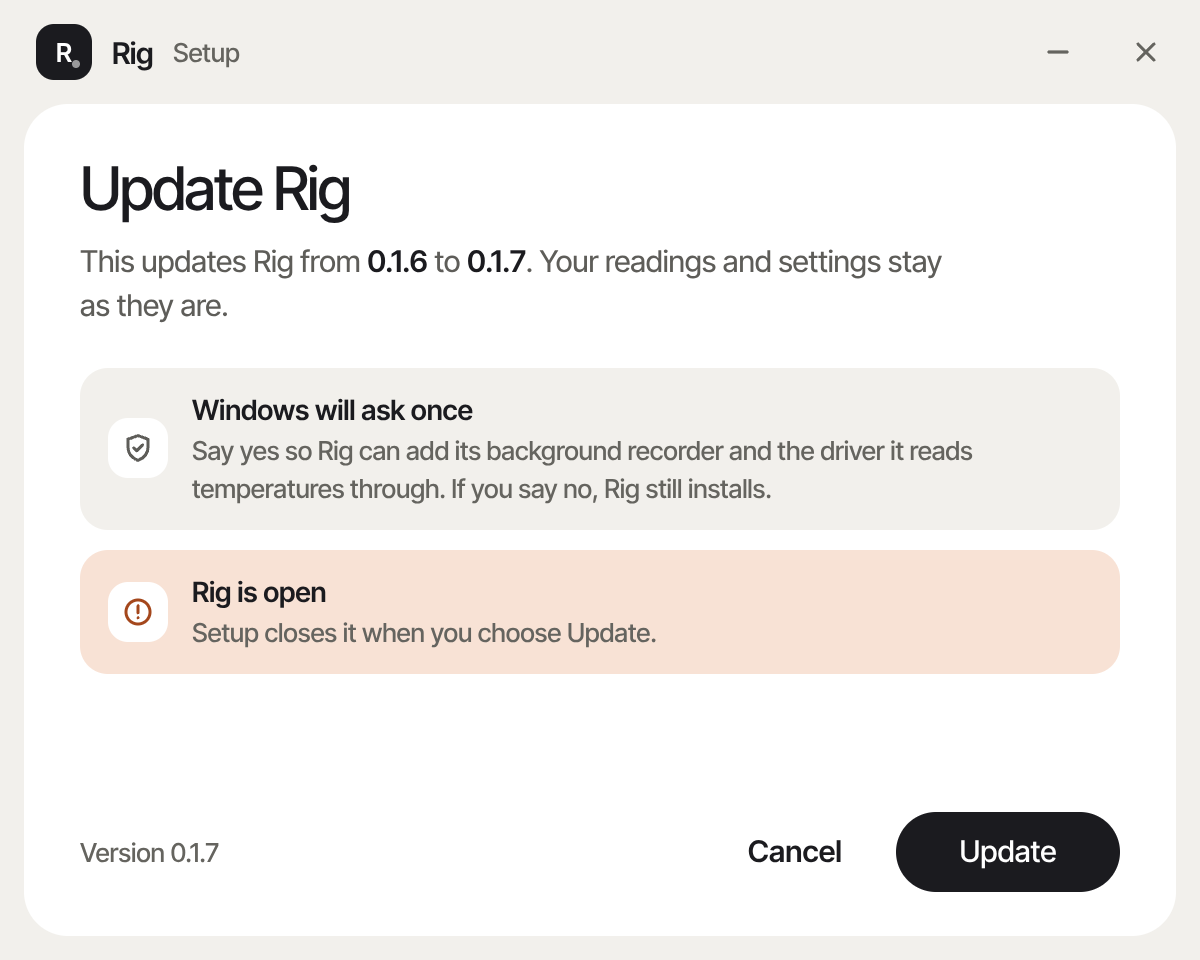 R
Rig Setup
Update Rig
This updates Rig from 0.1.6 to 0.1.7. Your readings and settings stay
as they are.
Windows will ask once
Say yes so Rig can add its background recorder and the driver it reads
temperatures through. If you say no, Rig still installs.
Rig is open
Setup closes it when you choose Update.
Version 0.1.7
Cancel
Update